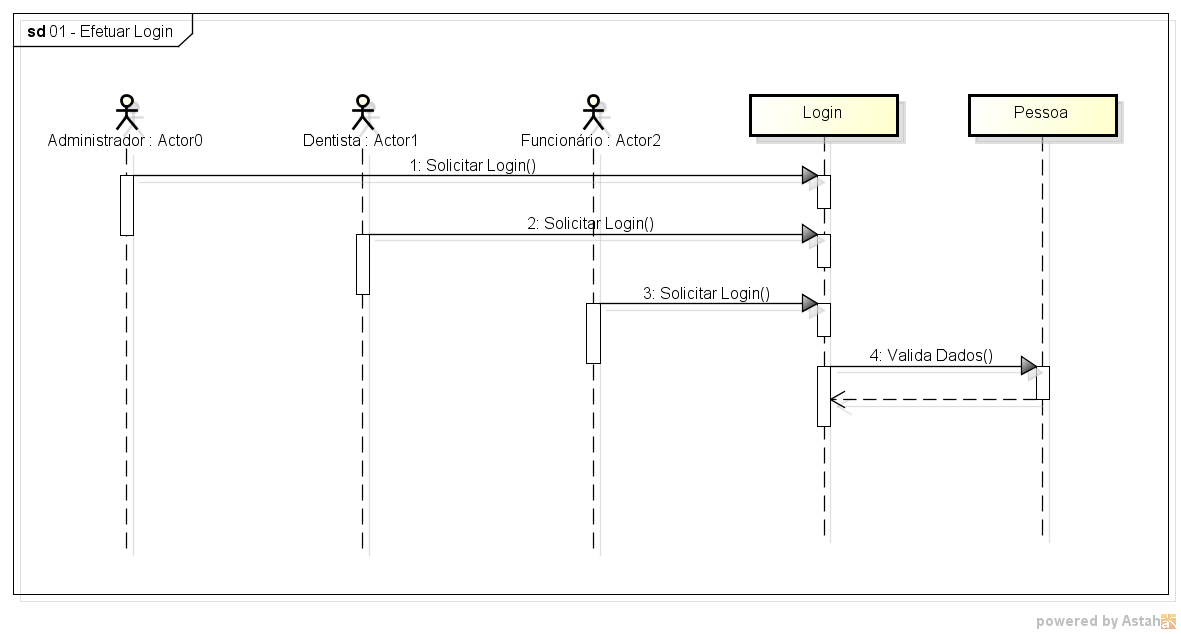 sd 01 - Efetuar Login
Administrador : Actor0
Dentista : Actor1
Funcionário : Actor2
Login
Pessoa
1: Solicitar Login()
2: Solicitar Login()
3: Solicitar Login()
4: Valida Dados()
powered by Astah